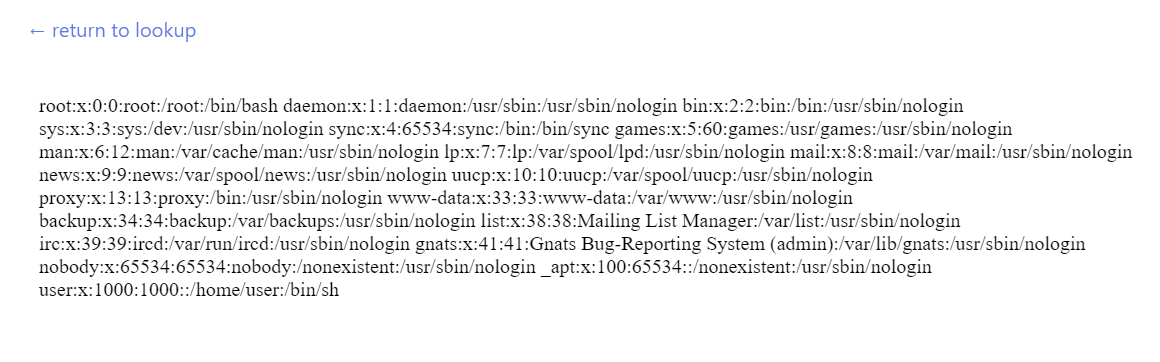 ← return to lookup
root:x:0:0:root:/root:/bin/bash daemon:x:1:1:daemon:/usr/sbin:/usr/sbin/nologin bin:x:2:2:bin:/bin:/usr/sbin/nologin
sys:x:3:3:sys:/dev:/usr/sbin/nologin sync:x:4:65534:sync:/bin:/bin/sync games:x:5:60:games:/usr/games:/usr/sbin/nologin
man:x:6:12:man:/var/cache/man:/usr/sbin/nologin lp:x:7:7:lp:/var/spool/lpd:/usr/sbin/nologin mail:x:8:8:mail:/var/mail:/usr/sbin/nologin
news:x:9:9:news:/var/spool/news:/usr/sbin/nologin uucp:x:10:10:uucp:/var/spool/uucp:/usr/sbin/nologin
proxy:x:13:13:proxy:/bin:/usr/sbin/nologin www-data:x:33:33:www-data:/var/www:/usr/sbin/nologin
backup:x:34:34:backup:/var/backups:/usr/sbin/nologin list:x:38:38:Mailing List Manager:/var/list:/usr/sbin/nologin
irc:x:39:39:ircd:/var/run/ircd:/usr/sbin/nologin gnats:x:41:41:Gnats Bug-Reporting System (admin):/var/lib/gnats:/usr/sbin/nologin
nobody:x:65534:65534:nobody:/nonexistent:/usr/sbin/nologin _apt:x:100:65534::/nonexistent:/usr/sbin/nologin
user:x:1000:1000::/home/user:/bin/sh